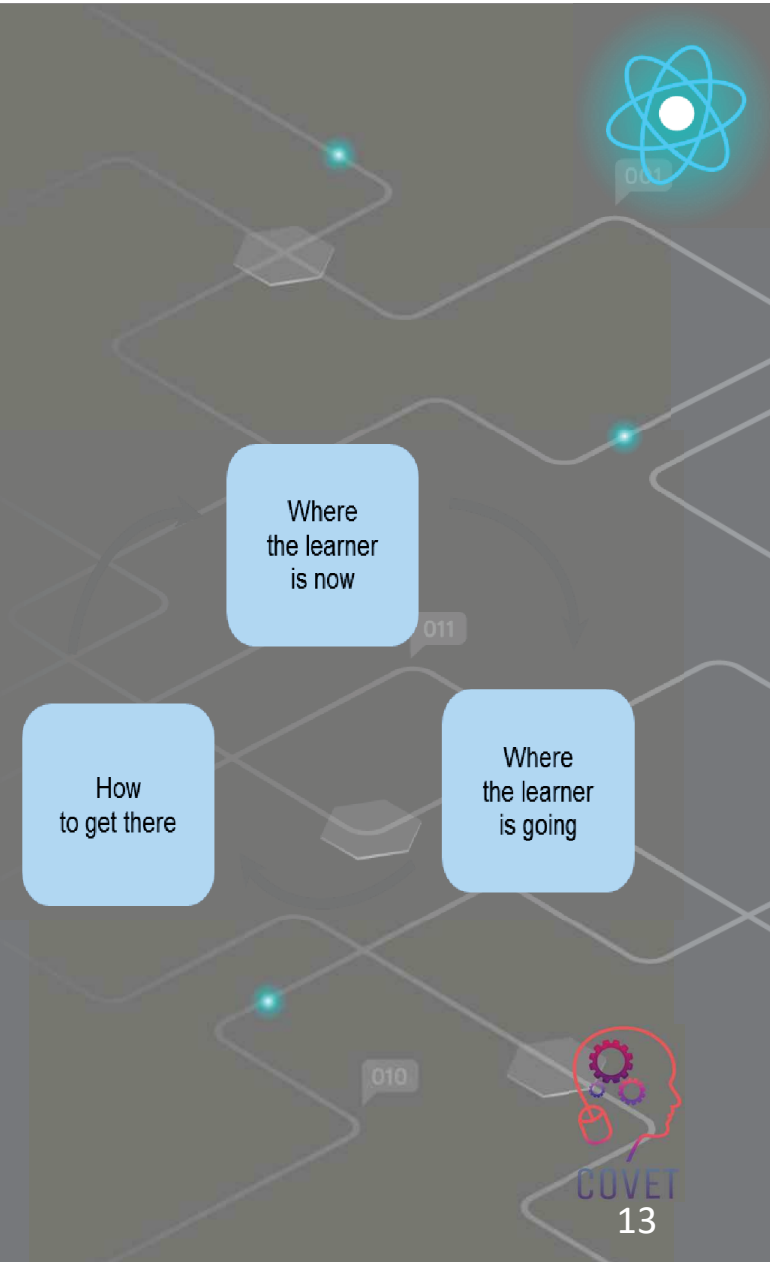 001
Where
the learner
is now
011
How
to get there
Where
the learner
is going
010
COVET
13